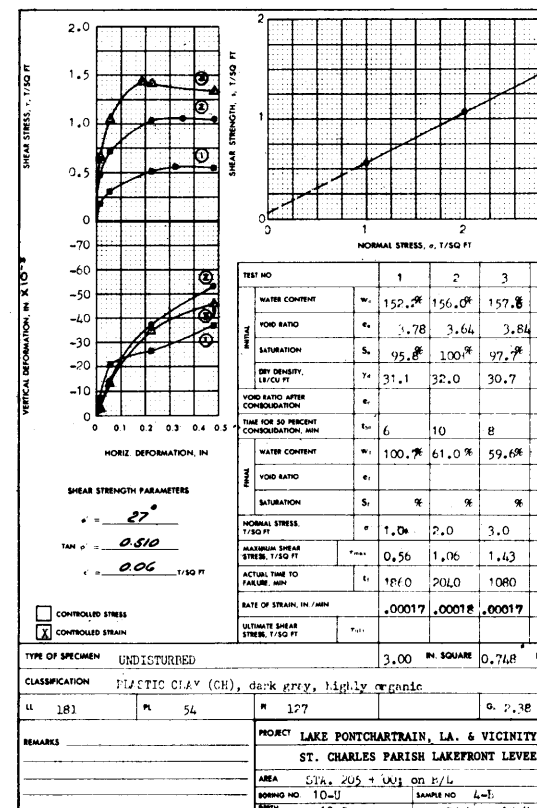 2.0
1.5
1.0
0.5
0
SHEAR STRESS, τ, T/SQ FT
3
2
1
2
1
0
SHEAR STRENGTH, s, T/SQ FT
0 1 2
NORMAL STRESS, σ, T/SQ FT
-70
-60
-50
-40
-30
-20
-10
0
VERTICAL DEFORMATION, IN X 10⁻³
2
3
1
0 0.1 0.2 0.3 0.4 0.5
HORIZ. DEFORMATION, IN
SHEAR STRENGTH PARAMETERS
φ' = 27°
TAN φ' = 0.510
c' = 0.06 T/SQ FT
CONTROLLED STRESS
X CONTROLLED STRAIN
TEST NO 1 2 3
INITIAL
WATER CONTENT 152. % 156.0% 157.8%
VOID RATIO 3.78 3.64 3.84
SATURATION 95.8% 100+% 97.7%
DRY DENSITY, LB/CU FT γd 31.1 32.0 30.7
VOID RATIO AFTER CONSOLIDATION
TIME FOR 50 PERCENT CONSOLIDATION, MIN t50 6 10 8
FINAL
WATER CONTENT 100.7% 61.0 % 59.6%
VOID RATIO
SATURATION % % %
NORMAL STRESS, T/SQ FT σ 1.0 2.0 3.0
MAXIMUM SHEAR STRESS, T/SQ FT τmax 0.56 1.06 1.43
ACTUAL TIME TO FAILURE, MIN 1860 2040 1080
RATE OF STRAIN, IN./MIN .00017 .00018 .00017
ULTIMATE SHEAR STRESS, T/SQ FT
TYPE OF SPECIMEN UNDISTURBED 3.00 IN. SQUARE 0.748
CLASSIFICATION PLASTIC CLAY (CH), dark gray, highly organic
LL 181 PL 54 PI 127 G. 2.38
REMARKS
PROJECT LAKE PONTCHARTRAIN, LA. & VICINITY
ST. CHARLES PARISH LAKEFRONT LEVEE
AREA STA. 205 + 00; on B/L
BORING NO. 10-U SAMPLE NO 4-B